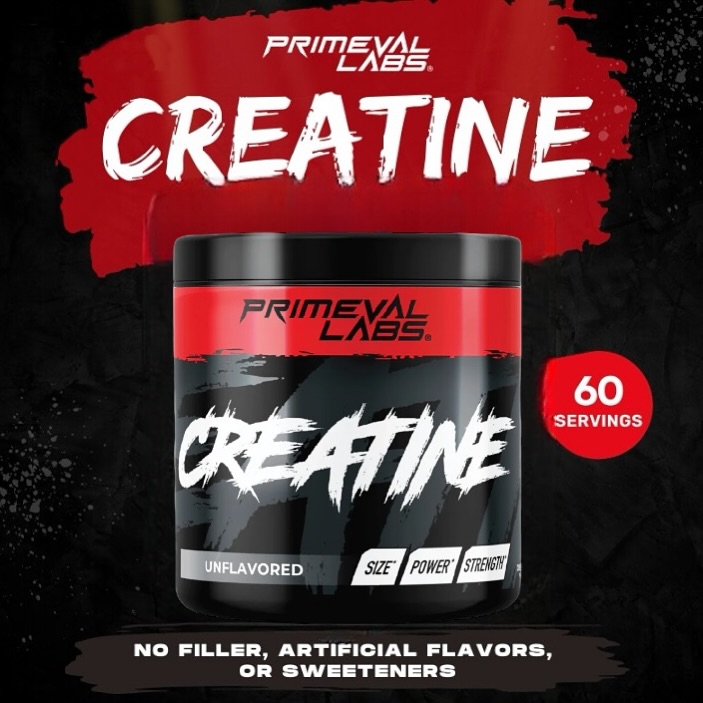 PRIMEVAL
LABS®
CREATINE
PRIMEVAL
LABS®
CREATINE
60
SERVINGS
UNFLAVORED
SIZE* POWER* STRENGTH*
NO FILLER, ARTIFICIAL FLAVORS,
OR SWEETENERS